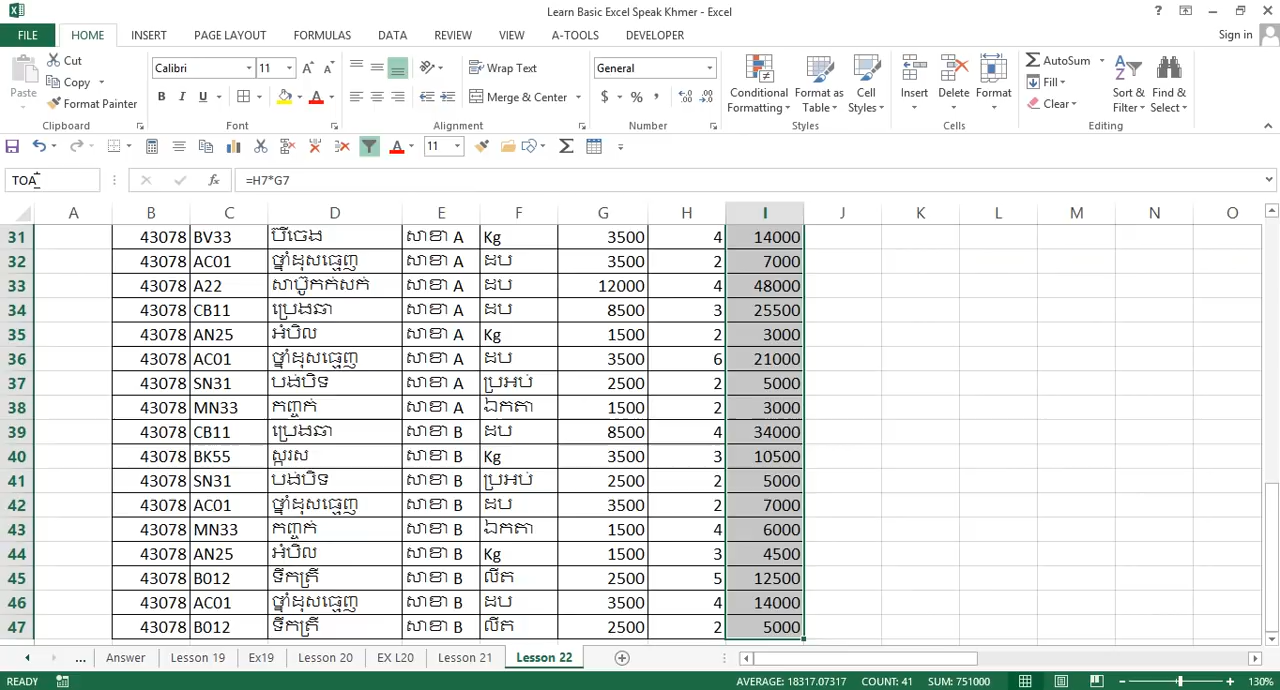 Learn Basic Excel Speak Khmer - Excel
?
FILE HOME INSERT PAGE LAYOUT FORMULAS DATA REVIEW VIEW A-TOOLS DEVELOPER Sign in
Paste Cut Copy Format Painter Clipboard
Calibri 11 B I U A Font
Wrap Text Merge & Center Alignment
General $ % , Number
Conditional Formatting Format as Table Cell Styles Styles
Insert Delete Format Cells
AutoSum Fill Clear Sort & Filter Find & Select Editing
11
TOA =H7*G7
A B C D E F G H I J K L M N O
31 43078 BV33 ប៊ីចេង សាខា A Kg 3500 4 14000
32 43078 AC01 ថ្នាំដុសធ្មេញ សាខា A ដប 3500 2 7000
33 43078 A22 សាប៊ូកក់សក់ សាខា A ដប 12000 4 48000
34 43078 CB11 ប្រេងឆា សាខា A ដប 8500 3 25500
35 43078 AN25 អំបិល សាខា A Kg 1500 2 3000
36 43078 AC01 ថ្នាំដុសធ្មេញ សាខា A ដប 3500 6 21000
37 43078 SN31 បង់បិទ សាខា A ប្រអប់ 2500 2 5000
38 43078 MN33 កញ្ចក់ សាខា A ឯកតា 1500 2 3000
39 43078 CB11 ប្រេងឆា សាខា B ដប 8500 4 34000
40 43078 BK55 ស្ករស សាខា B Kg 3500 3 10500
41 43078 SN31 បង់បិទ សាខា B ប្រអប់ 2500 2 5000
42 43078 AC01 ថ្នាំដុសធ្មេញ សាខា B ដប 3500 2 7000
43 43078 MN33 កញ្ចក់ សាខា B ឯកតា 1500 4 6000
44 43078 AN25 អំបិល សាខា B Kg 1500 3 4500
45 43078 B012 ទឹកត្រី សាខា B លីត 2500 5 12500
46 43078 AC01 ថ្នាំដុសធ្មេញ សាខា B ដប 3500 4 14000
47 43078 B012 ទឹកត្រី សាខា B លីត 2500 2 5000
... Answer Lesson 19 Ex19 Lesson 20 EX L20 Lesson 21 Lesson 22
READY AVERAGE: 18317.07317 COUNT: 41 SUM: 751000 130%